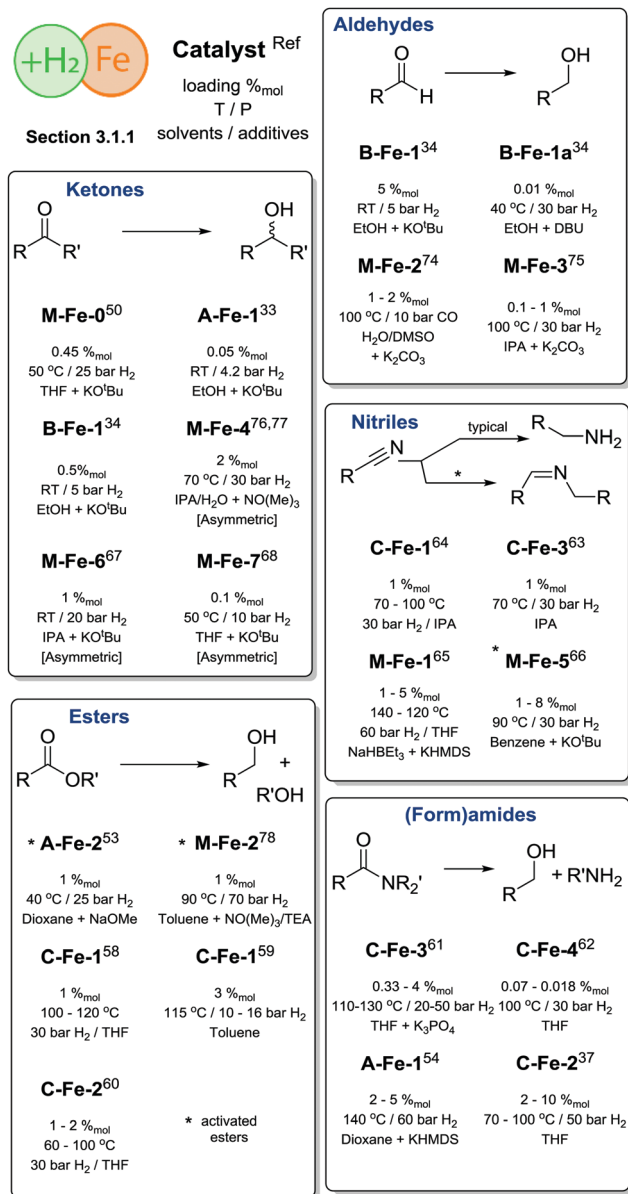 +H₂ Fe
Section 3.1.1
Catalyst ᴿᵉᶠ
loading %mol
T / P
solvents / additives
Ketones
O
R R'
OH
R R'
M-Fe-0⁵⁰
0.45 %mol
50 °C / 25 bar H₂
THF + KOᵗBu
A-Fe-1³³
0.05 %mol
RT / 4.2 bar H₂
EtOH + KOᵗBu
B-Fe-1³⁴
0.5%mol
RT / 5 bar H₂
EtOH + KOᵗBu
M-Fe-4⁷⁶,⁷⁷
2 %mol
70 °C / 30 bar H₂
IPA/H₂O + NO(Me)₃
[Asymmetric]
M-Fe-6⁶⁷
1 %mol
RT / 20 bar H₂
IPA + KOᵗBu
[Asymmetric]
M-Fe-7⁶⁸
0.1 %mol
50 °C / 10 bar H₂
THF + KOᵗBu
[Asymmetric]
Esters
O
R OR'
OH
R +
R'OH
* A-Fe-2⁵³
1 %mol
40 °C / 25 bar H₂
Dioxane + NaOMe
* M-Fe-2⁷⁸
1 %mol
90 °C / 70 bar H₂
Toluene + NO(Me)₃/TEA
C-Fe-1⁵⁸
1 %mol
100 - 120 °C
30 bar H₂ / THF
C-Fe-1⁵⁹
3 %mol
115 °C / 10 - 16 bar H₂
Toluene
C-Fe-2⁶⁰
1 - 2 %mol
60 - 100 °C
30 bar H₂ / THF
* activated
esters
Aldehydes
O
R H
OH
R
B-Fe-1³⁴
5 %mol
RT / 5 bar H₂
EtOH + KOᵗBu
B-Fe-1a³⁴
0.01 %mol
40 °C / 30 bar H₂
EtOH + DBU
M-Fe-2⁷⁴
1 - 2 %mol
100 °C / 10 bar CO
H₂O/DMSO
+ K₂CO₃
M-Fe-3⁷⁵
0.1 - 1 %mol
100 °C / 30 bar H₂
IPA + K₂CO₃
Nitriles
R N
typical
R NH₂
*
R N R
C-Fe-1⁶⁴
1 %mol
70 - 100 °C
30 bar H₂ / IPA
C-Fe-3⁶³
1 %mol
70 °C / 30 bar H₂
IPA
M-Fe-1⁶⁵
1 - 5 %mol
140 - 120 °C
60 bar H₂ / THF
NaHBEt₃ + KHMDS
* M-Fe-5⁶⁶
1 - 8 %mol
90 °C / 30 bar H₂
Benzene + KOᵗBu
(Form)amides
O
R NR₂'
OH
R + R'NH₂
C-Fe-3⁶¹
0.33 - 4 %mol
110-130 °C / 20-50 bar H₂
THF + K₃PO₄
C-Fe-4⁶²
0.07 - 0.018 %mol
100 °C / 30 bar H₂
THF
A-Fe-1⁵⁴
2 - 5 %mol
140 °C / 60 bar H₂
Dioxane + KHMDS
C-Fe-2³⁷
2 - 10 %mol
70 - 100 °C / 50 bar H₂
THF